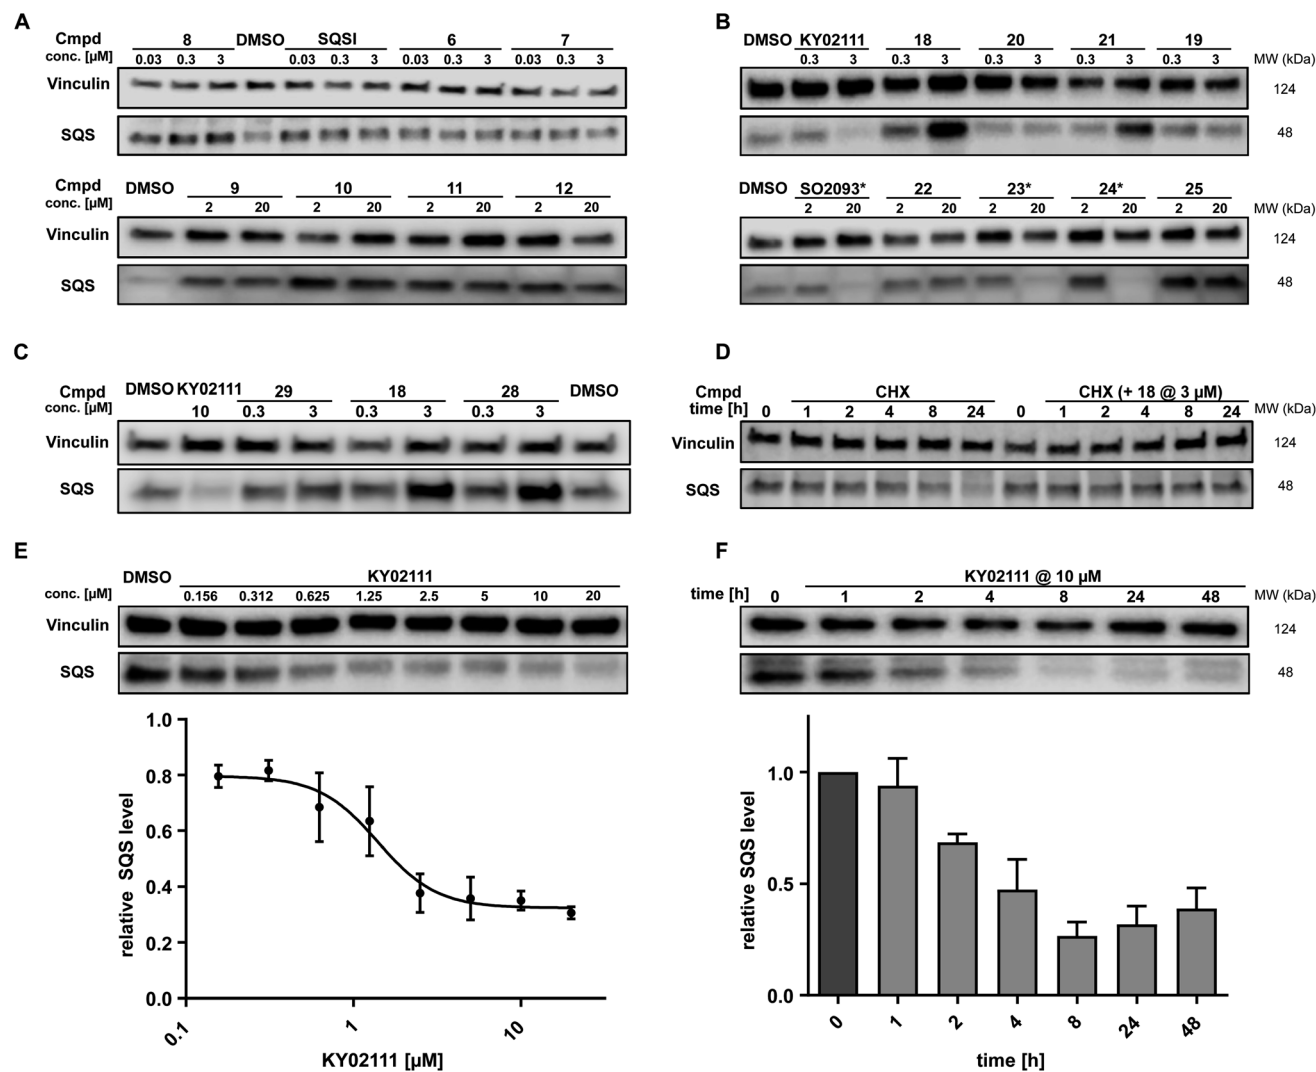 A
Cmpd 8 DMSO SQSI 6 7
conc. [µM] 0.03 0.3 3 0.03 0.3 3 0.03 0.3 3 0.03 0.3 3
Vinculin
SQS
Cmpd DMSO 9 10 11 12
conc. [µM] 2 20 2 20 2 20 2 20
Vinculin
SQS
B
DMSO KY02111 18 20 21 19
0.3 3 0.3 3 0.3 3 0.3 3 0.3 3 MW (kDa)
124
48
DMSO SO2093* 22 23* 24* 25
2 20 2 20 2 20 2 20 2 20 MW (kDa)
124
48
C
Cmpd DMSO KY02111 29 18 28 DMSO
conc. [µM] 10 0.3 3 0.3 3 0.3 3
Vinculin
SQS
D
Cmpd CHX CHX (+ 18 @ 3 µM)
time [h] 0 1 2 4 8 24 0 1 2 4 8 24 MW (kDa)
Vinculin 124
SQS 48
E
DMSO KY02111
conc. [µM] 0.156 0.312 0.625 1.25 2.5 5 10 20
Vinculin
SQS
1.0
0.8
0.6
0.4
0.2
0.0
relative SQS level
0.1 1 10
KY02111 [µM]
F
KY02111 @ 10 µM
time [h] 0 1 2 4 8 24 48 MW (kDa)
124
48
1.0
0.5
0.0
relative SQS level
0 1 2 4 8 24 48
time [h]